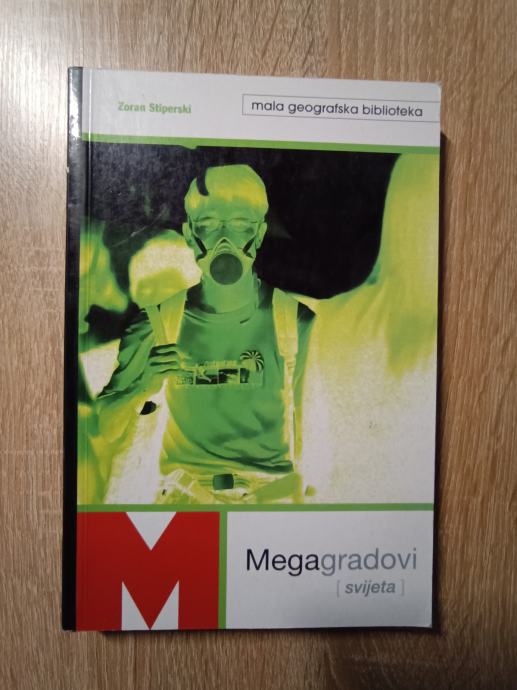 Zoran Stiperski
mala geografska biblioteka
M
Megagradovi
[ svijeta ]